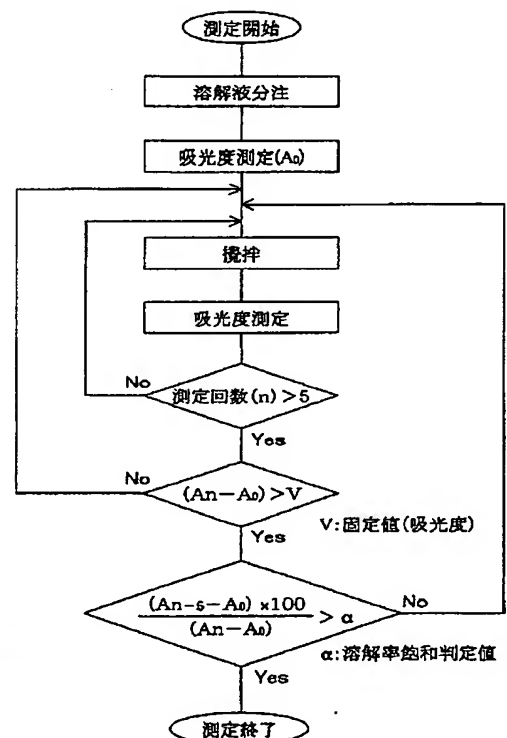 測定開始
溶解液分注
吸光度測定(A₀)
攪拌
吸光度測定
No
測定回数(n)>5
Yes
No
(An-A₀)>V
V:固定値(吸光度)
Yes
(An-s-A₀)×100
(An-A₀)
>α
No
α:溶解率飽和判定値
Yes
測定終了